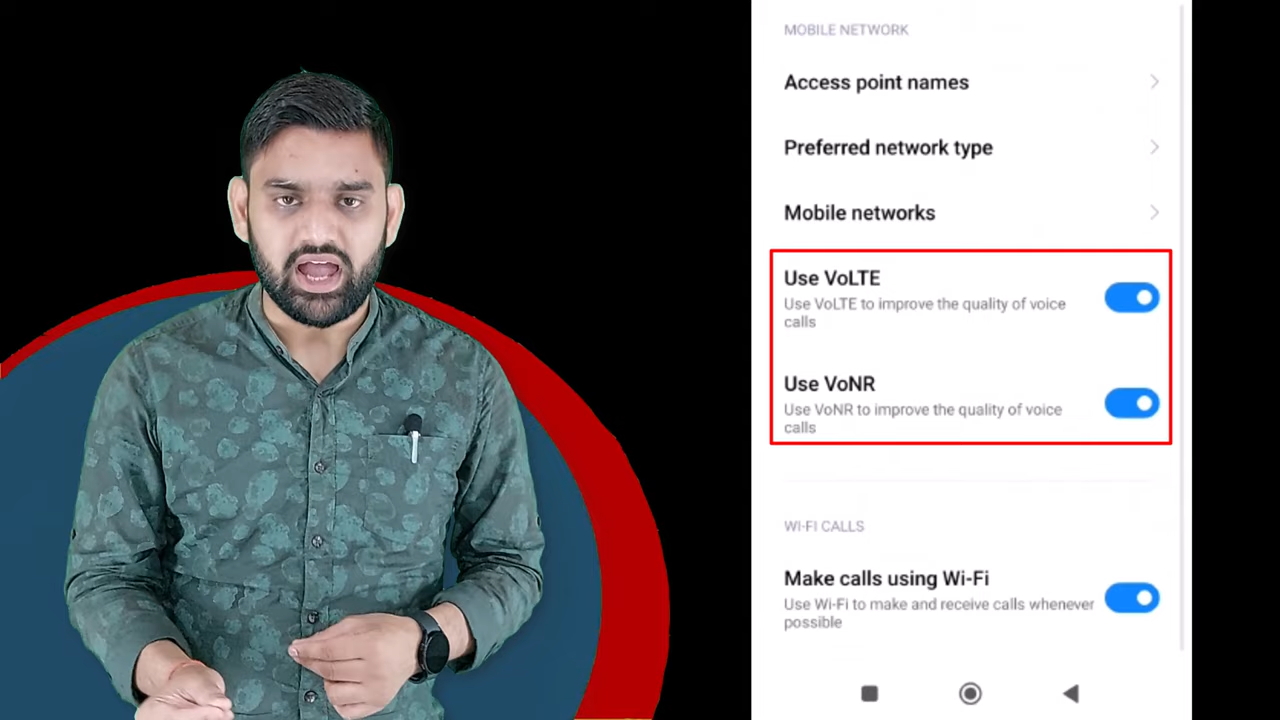 MOBILE NETWORK
Access point names
Preferred network type
Mobile networks
Use VoLTE
Use VoLTE to improve the quality of voice
calls
Use VoNR
Use VoNR to improve the quality of voice
calls
WI-FI CALLS
Make calls using Wi-Fi
Use Wi-Fi to make and receive calls whenever
possible